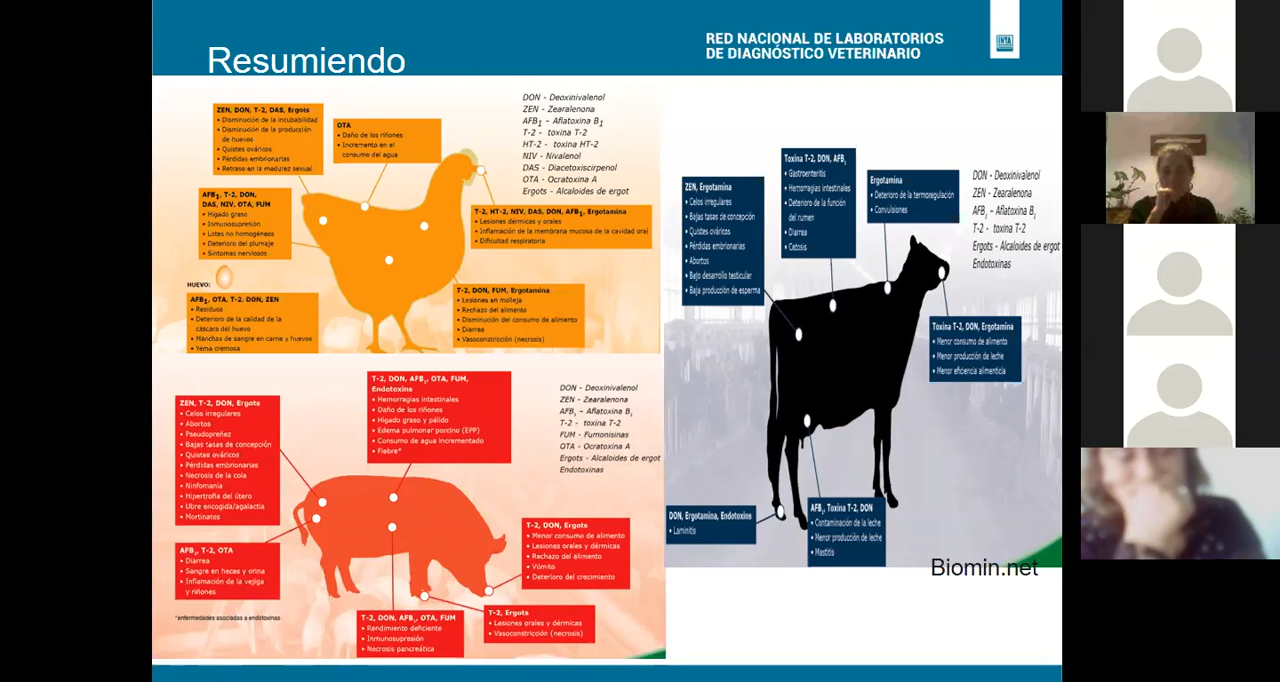 Resumiendo
RED NACIONAL DE LABORATORIOS
DE DIAGNÓSTICO VETERINARIO
INTA
ZEN, DON, T-2, DAS, Ergots
• Disminución de la incubabilidad
• Disminución de la producción
de huevos
• Quistes ováricos
• Pérdidas embrionarias
• Retraso en la madurez sexual
OTA
• Daño de los riñones
• Incremento en el
consumo del agua
DON - Deoxinivalenol
ZEN - Zearalenona
AFB1 - Aflatoxina B1
T-2 - toxina T-2
HT-2 - toxina HT-2
NIV - Nivalenol
DAS - Diacetoxiscirpenol
OTA - Ocratoxina A
Ergots - Alcaloides de ergot
AFB1, T-2, DON,
DAS, NIV, OTA, FUM
• Hígado graso
• Inmunosupresión
• Lotes no homogéneos
• Deterioro del plumaje
• Síntomas nerviosos
T-2, HT-2, NIV, DAS, DON, AFB1, Ergotamina
• Lesiones dérmicas y orales
• Inflamación de la membrana mucosa de la cavidad oral
• Dificultad respiratoria
HUEVO:
AFB1, OTA, T-2, DON, ZEN
• Residuos
• Deterioro de la calidad de la
cáscara del huevo
• Manchas de sangre en carne y huevos
• Yema cremosa
T-2, DON, FUM, Ergotamina
• Lesiones en molleja
• Rechazo del alimento
• Disminución del consumo de alimento
• Diarrea
• Vasoconstricción (necrosis)
ZEN, Ergotamina
• Celos irregulares
• Bajas tasas de concepción
• Quistes ováricos
• Pérdidas embrionarias
• Abortos
• Bajo desarrollo testicular
• Baja producción de esperma
Toxina T-2, DON, AFB1
• Gastroenteritis
• Hemorragias intestinales
• Deterioro de la función
del rumen
• Diarrea
• Cetosis
Ergotamina
• Deterioro de la termoregulación
• Convulsiones
DON - Deoxinivalenol
ZEN - Zearalenona
AFB1 - Aflatoxina B1
T-2 - toxina T-2
Ergots - Alcaloides de ergot
Endotoxinas
Toxina T-2, DON, Ergotamina
• Menor consumo de alimento
• Menor producción de leche
• Menor eficiencia alimenticia
DON, Ergotamina, Endotoxins
• Laminitis
AFB1, Toxina T-2, DON
• Contaminación de la leche
• Menor producción de leche
• Mastitis
Biomin.net
ZEN, T-2, DON, Ergots
• Celos irregulares
• Abortos
• Pseudopreñez
• Bajas tasas de concepción
• Quistes ováricos
• Pérdidas embrionarias
• Necrosis de la cola
• Ninfomanía
• Hipertrofia del útero
• Ubre encogida/agalactia
• Mortinatos
T-2, DON, AFB1, OTA, FUM,
Endotoxins
• Hemorragias intestinales
• Daño de los riñones
• Hígado graso y pálido
• Edema pulmonar porcino (EPP)
• Consumo de agua incrementado
• Fiebre*
DON - Deoxinivalenol
ZEN - Zearalenona
AFB1 - Aflatoxina B1
T-2 - toxina T-2
FUM - Fumonisinas
OTA - Ocratoxina A
Ergots - Alcaloides de ergot
Endotoxinas
AFB1, T-2, OTA
• Diarrea
• Sangre en heces y orina
• Inflamación de la vejiga
y riñones
T-2, DON, Ergots
• Menor consumo de alimento
• Lesiones orales y dérmicas
• Rechazo del alimento
• Vómito
• Deterioro del crecimiento
*enfermedades asociadas a endotoxinas
T-2, DON, AFB1, OTA, FUM
• Rendimiento deficiente
• Inmunosupresión
• Necrosis pancreática
T-2, Ergots
• Lesiones orales y dérmicas
• Vasoconstricción (necrosis)